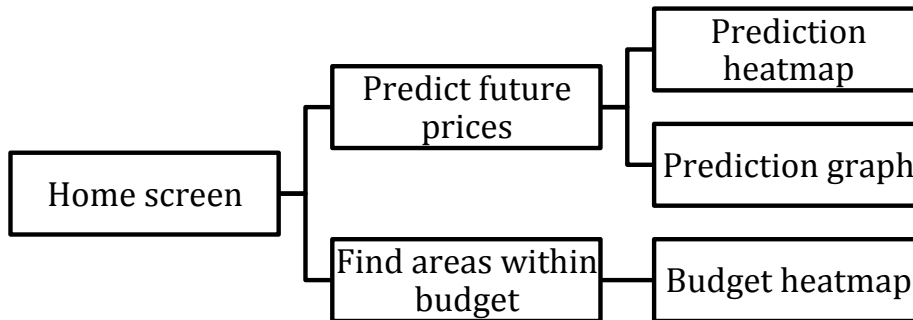 Prediction
heatmap
Predict future
prices
Prediction graph
Home screen
Find areas within
budget
Budget heatmap